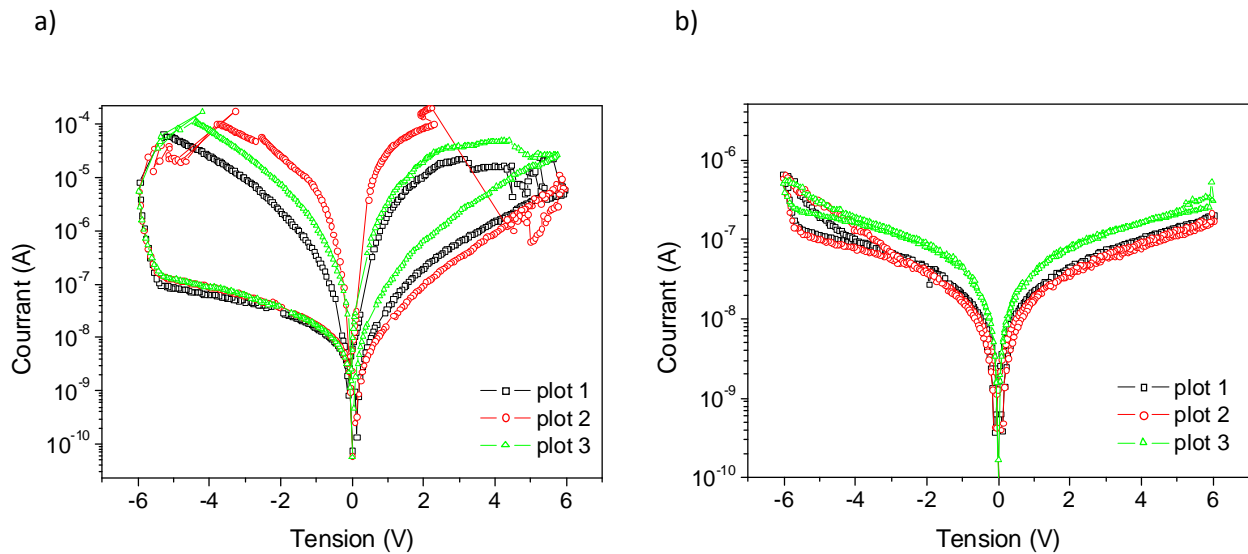 a)
b)
10⁻⁴
10⁻⁵
10⁻⁶
10⁻⁷
10⁻⁸
10⁻⁹
10⁻¹⁰
Courrant (A)
-6 -4 -2 0 2 4 6
Tension (V)
plot 1
plot 2
plot 3
10⁻⁶
10⁻⁷
10⁻⁸
10⁻⁹
10⁻¹⁰
Courrant (A)
-6 -4 -2 0 2 4 6
Tension (V)
plot 1
plot 2
plot 3